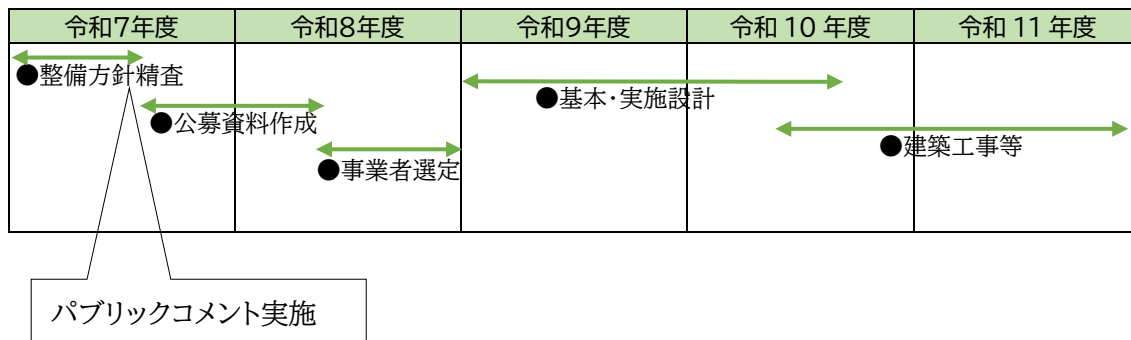 令和7年度 令和8年度 令和9年度 令和 10 年度 令和 11 年度
●整備方針精査
●公募資料作成
●事業者選定
●基本・実施設計
●建築工事等
パブリックコメント実施